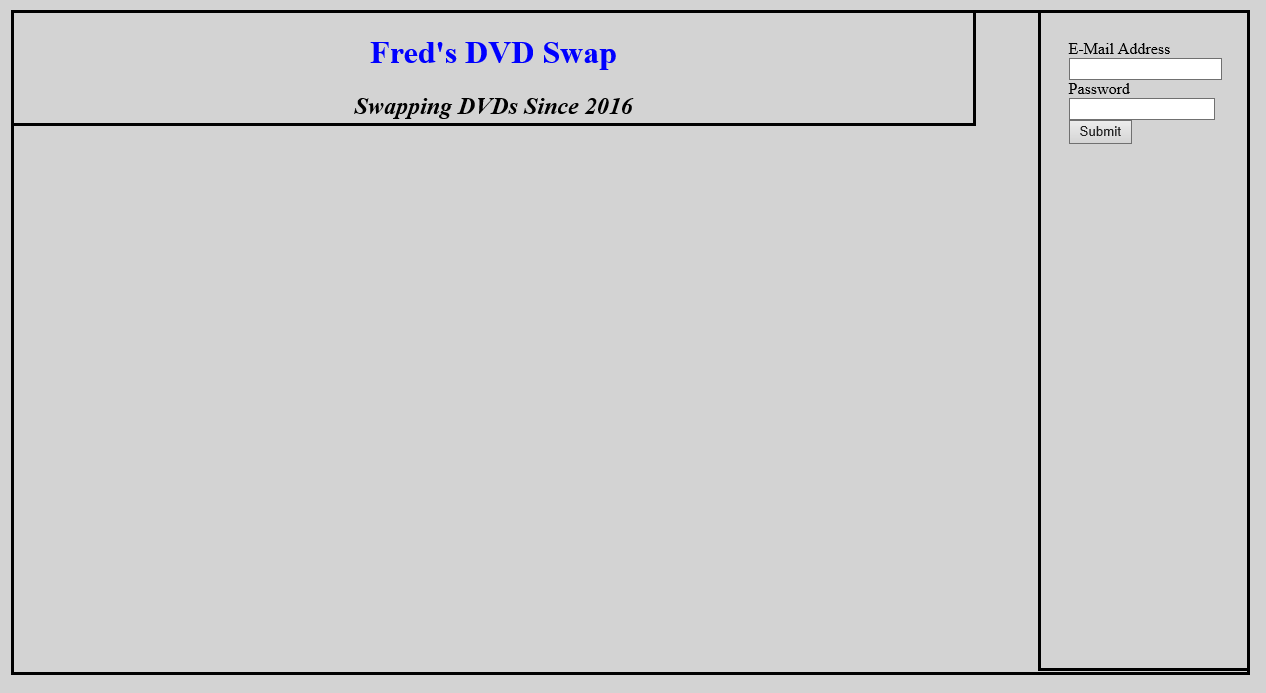 Fred's DVD Swap
Swapping DVDs Since 2016
E-Mail Address
Password
Submit